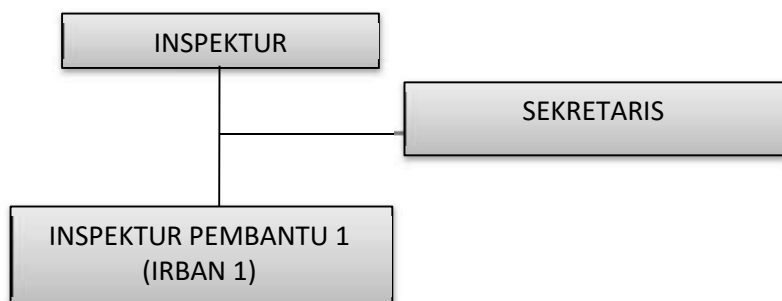 INSPEKTUR
SEKRETARIS
INSPEKTUR PEMBANTU 1
(IRBAN 1)